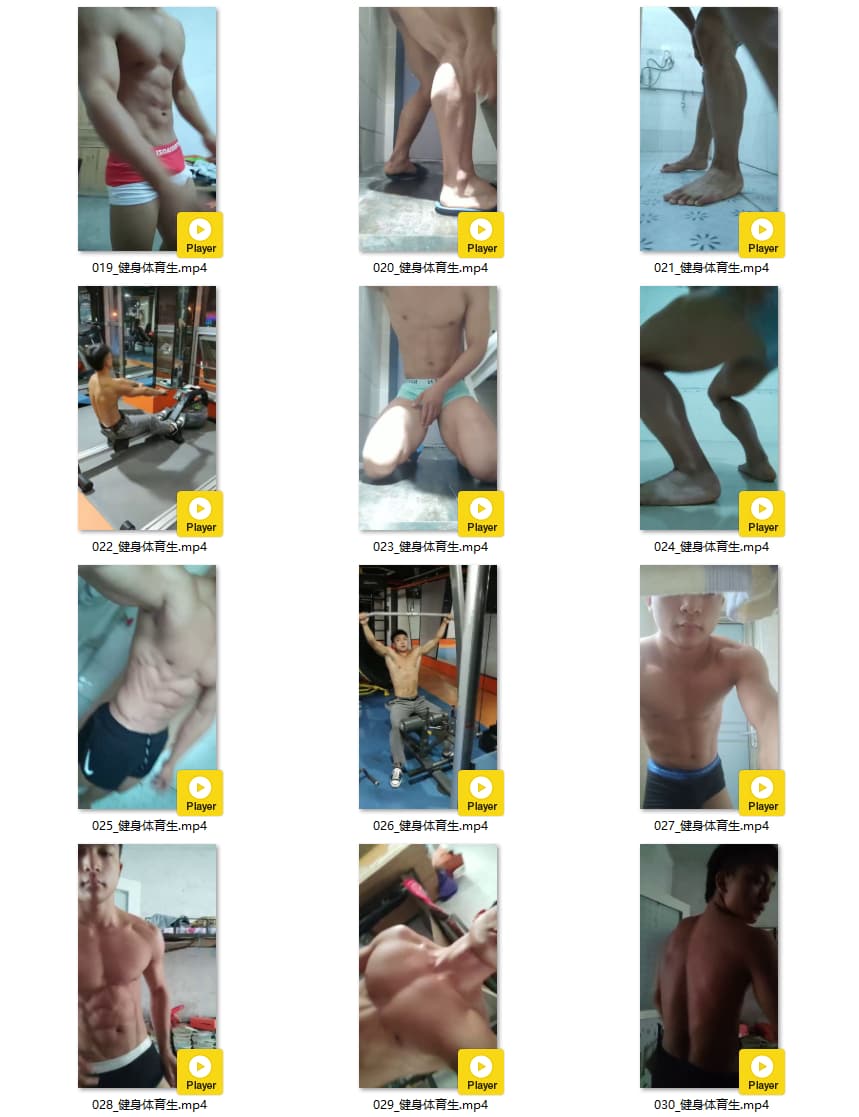 Player
Player
Player
019_健身体育生.mp4
020_健身体育生.mp4
021_健身体育生.mp4
Player
Player
Player
022_健身体育生.mp4
023_健身体育生.mp4
024_健身体育生.mp4
Player
Player
Player
025_健身体育生.mp4
026_健身体育生.mp4
027_健身体育生.mp4
Player
Player
Player
028_健身体育生.mp4
029_健身体育生.mp4
030_健身体育生.mp4